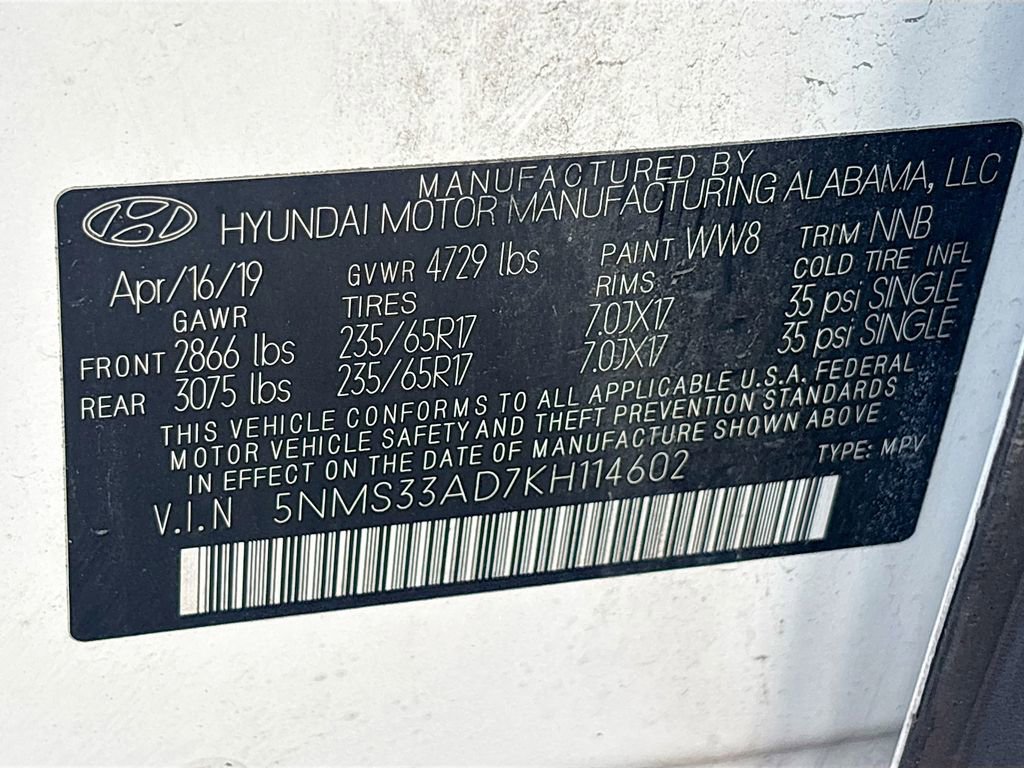 MANUFACTURED BY
HYUNDAI MOTOR MANUFACTURING ALABAMA, LLC
Apr/16/19 GVWR 4729 lbs PAINT WW8 TRIM NNB
GAWR TIRES RIMS COLD TIRE INFL
FRONT 2866 lbs 235/65R17 7.0JX17 35 psi SINGLE
REAR 3075 lbs 235/65R17 7.0JX17 35 psi SINGLE
THIS VEHICLE CONFORMS TO ALL APPLICABLE U.S.A. FEDERAL
MOTOR VEHICLE SAFETY AND THEFT PREVENTION STANDARDS
IN EFFECT ON THE DATE OF MANUFACTURE SHOWN ABOVE
V.I.N 5NMS33AD7KH114602 TYPE: MPV